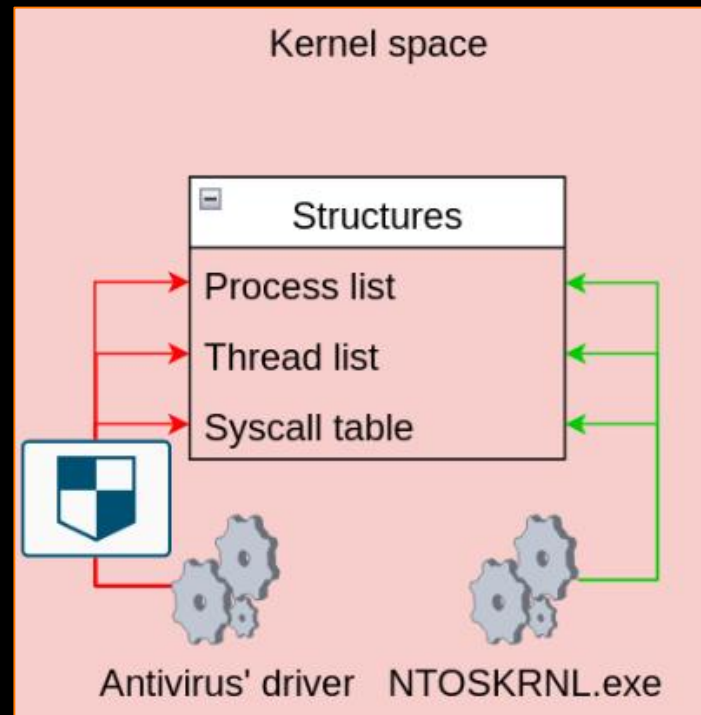 Kernel space
Structures
Process list
Thread list
Syscall table
Antivirus' driver
NTOSKRNL.exe